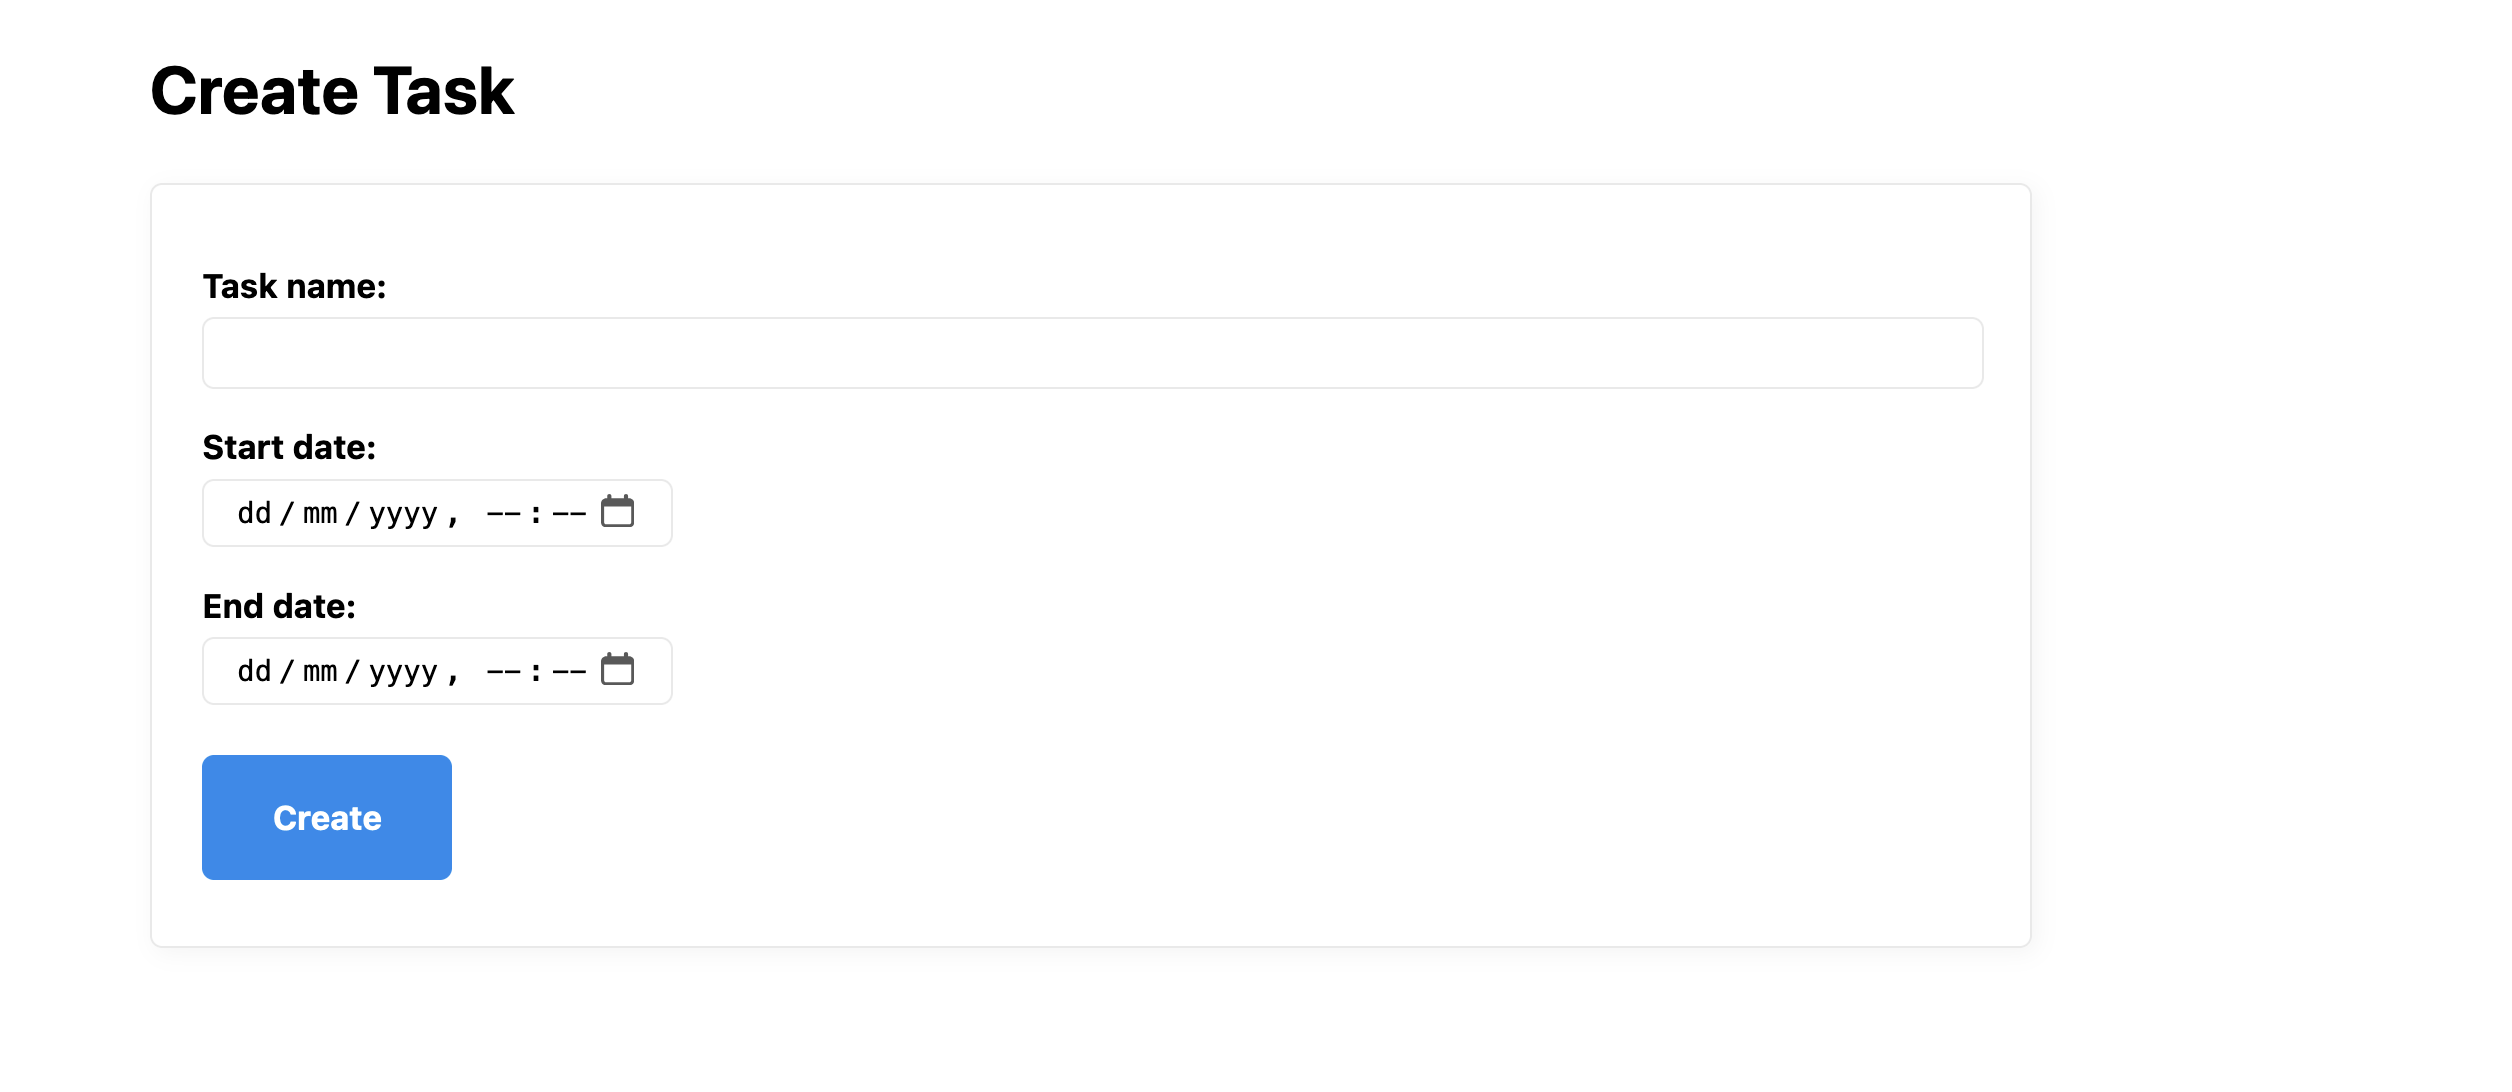 Create Task
Task name:
Start date:
dd/mm/yyyy, --:--
End date:
dd/mm/yyyy, --:--
Create